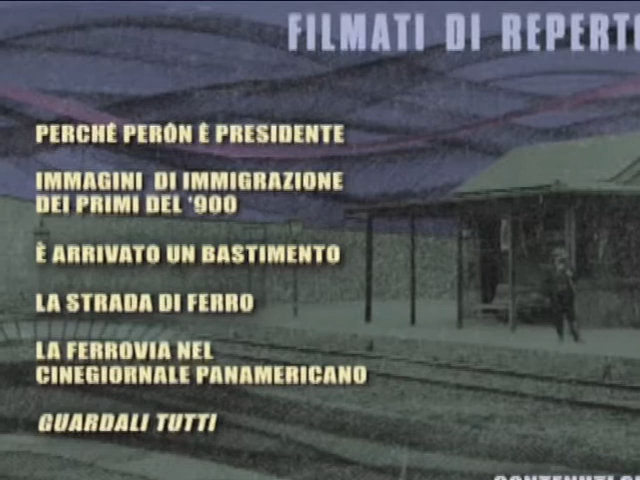 FILMATI DI REPERTO
PERCHÉ PERÓN È PRESIDENTE
IMMAGINI DI IMMIGRAZIONE
DEI PRIMI DEL '900
È ARRIVATO UN BASTIMENTO
LA STRADA DI FERRO
LA FERROVIA NEL
CINEGIORNALE PANAMERICANO
GUARDALI TUTTI